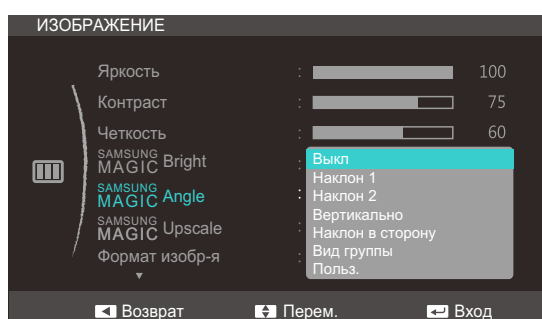 ИЗОБРАЖЕНИЕ
Яркость : 100
Контраст : 75
Четкость : 60
SAMSUNG MAGIC Bright :
SAMSUNG MAGIC Angle :
SAMSUNG MAGIC Upscale :
Формат изобр-я :
Выкл
Наклон 1
Наклон 2
Вертикально
Наклон в сторону
Вид группы
Польз.
Возврат Перем. Вход